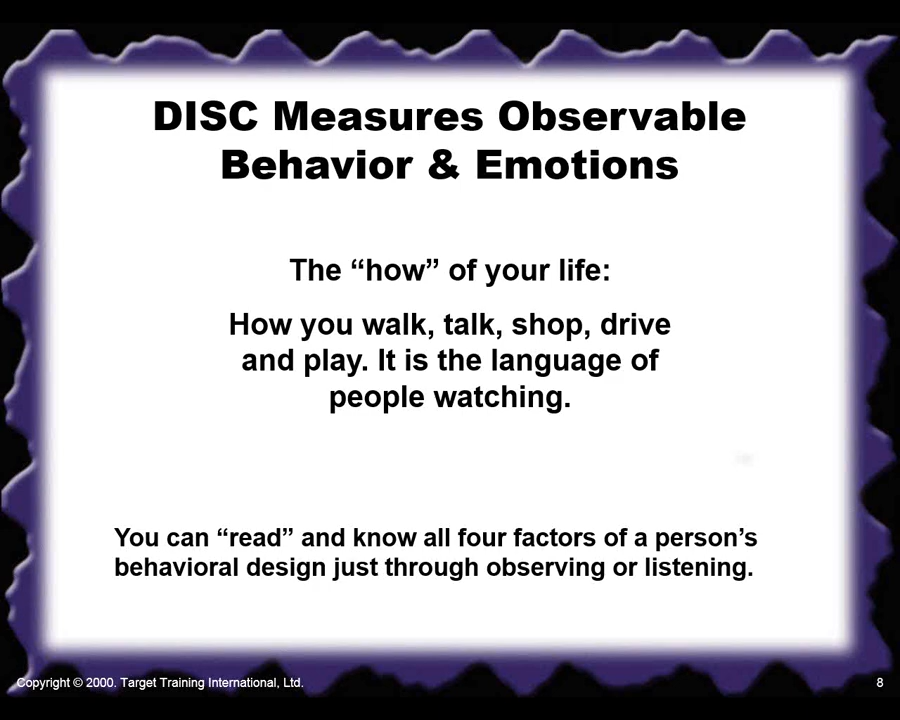 DISC Measures Observable
Behavior & Emotions
The “how” of your life:
How you walk, talk, shop, drive
and play. It is the language of
people watching.
You can “read” and know all four factors of a person’s
behavioral design just through observing or listening.
Copyright © 2000. Target Training International, Ltd.
8